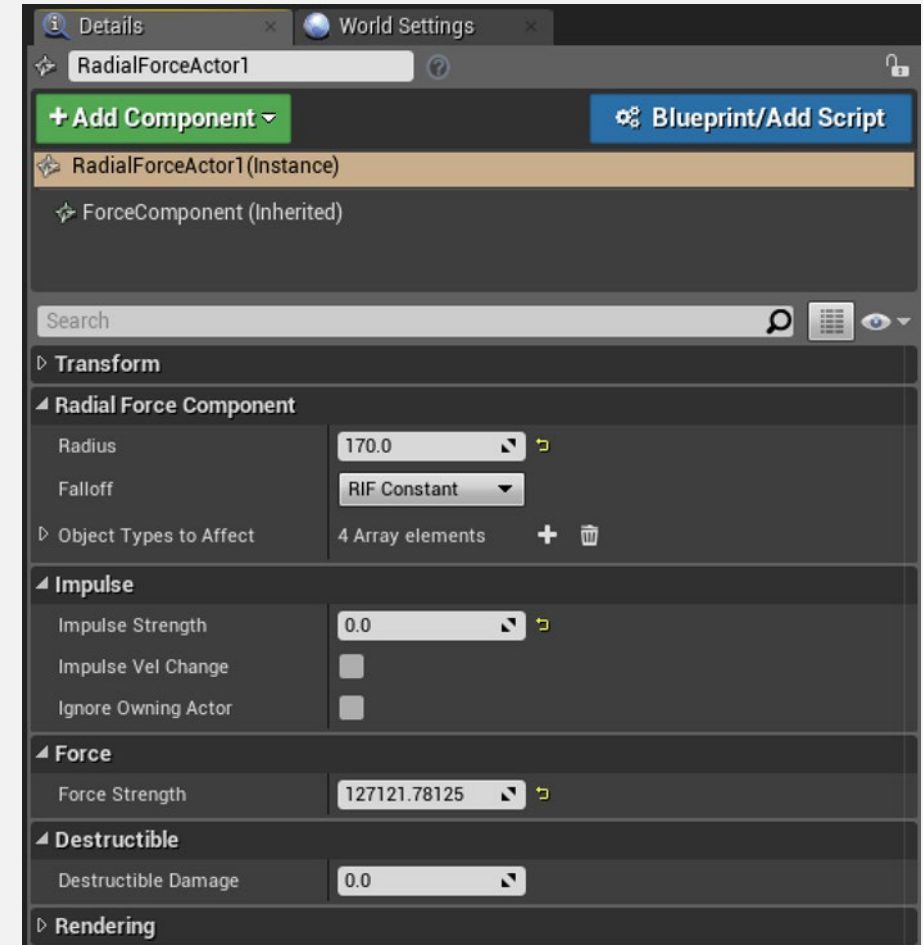 Details
World Settings
RadialForceActor1
+Add Component
Blueprint/Add Script
RadialForceActor1(Instance)
ForceComponent (Inherited)
Search
Transform
Radial Force Component
Radius 170.0
Falloff RIF Constant
Object Types to Affect 4 Array elements
Impulse
Impulse Strength 0.0
Impulse Vel Change
Ignore Owning Actor
Force
Force Strength 127121.78125
Destructible
Destructible Damage 0.0
Rendering